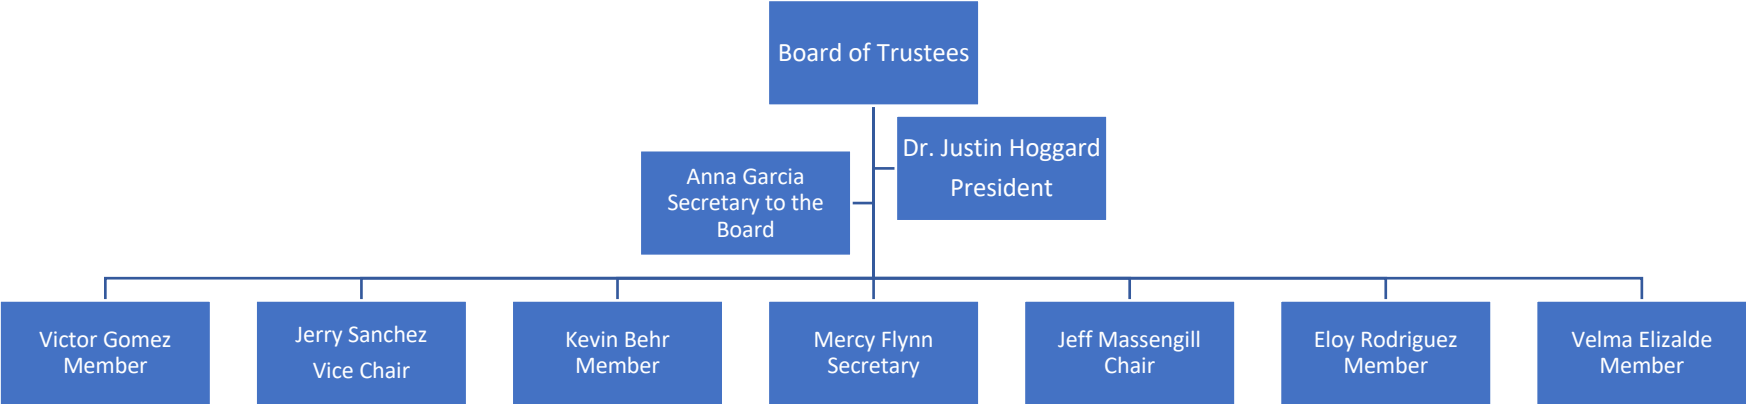 Board of Trustees
Dr. Justin Hoggard
President
Anna Garcia
Secretary to the
Board
Victor Gomez
Member
Jerry Sanchez
Vice Chair
Kevin Behr
Member
Mercy Flynn
Secretary
Jeff Massengill
Chair
Eloy Rodriguez
Member
Velma Elizalde
Member